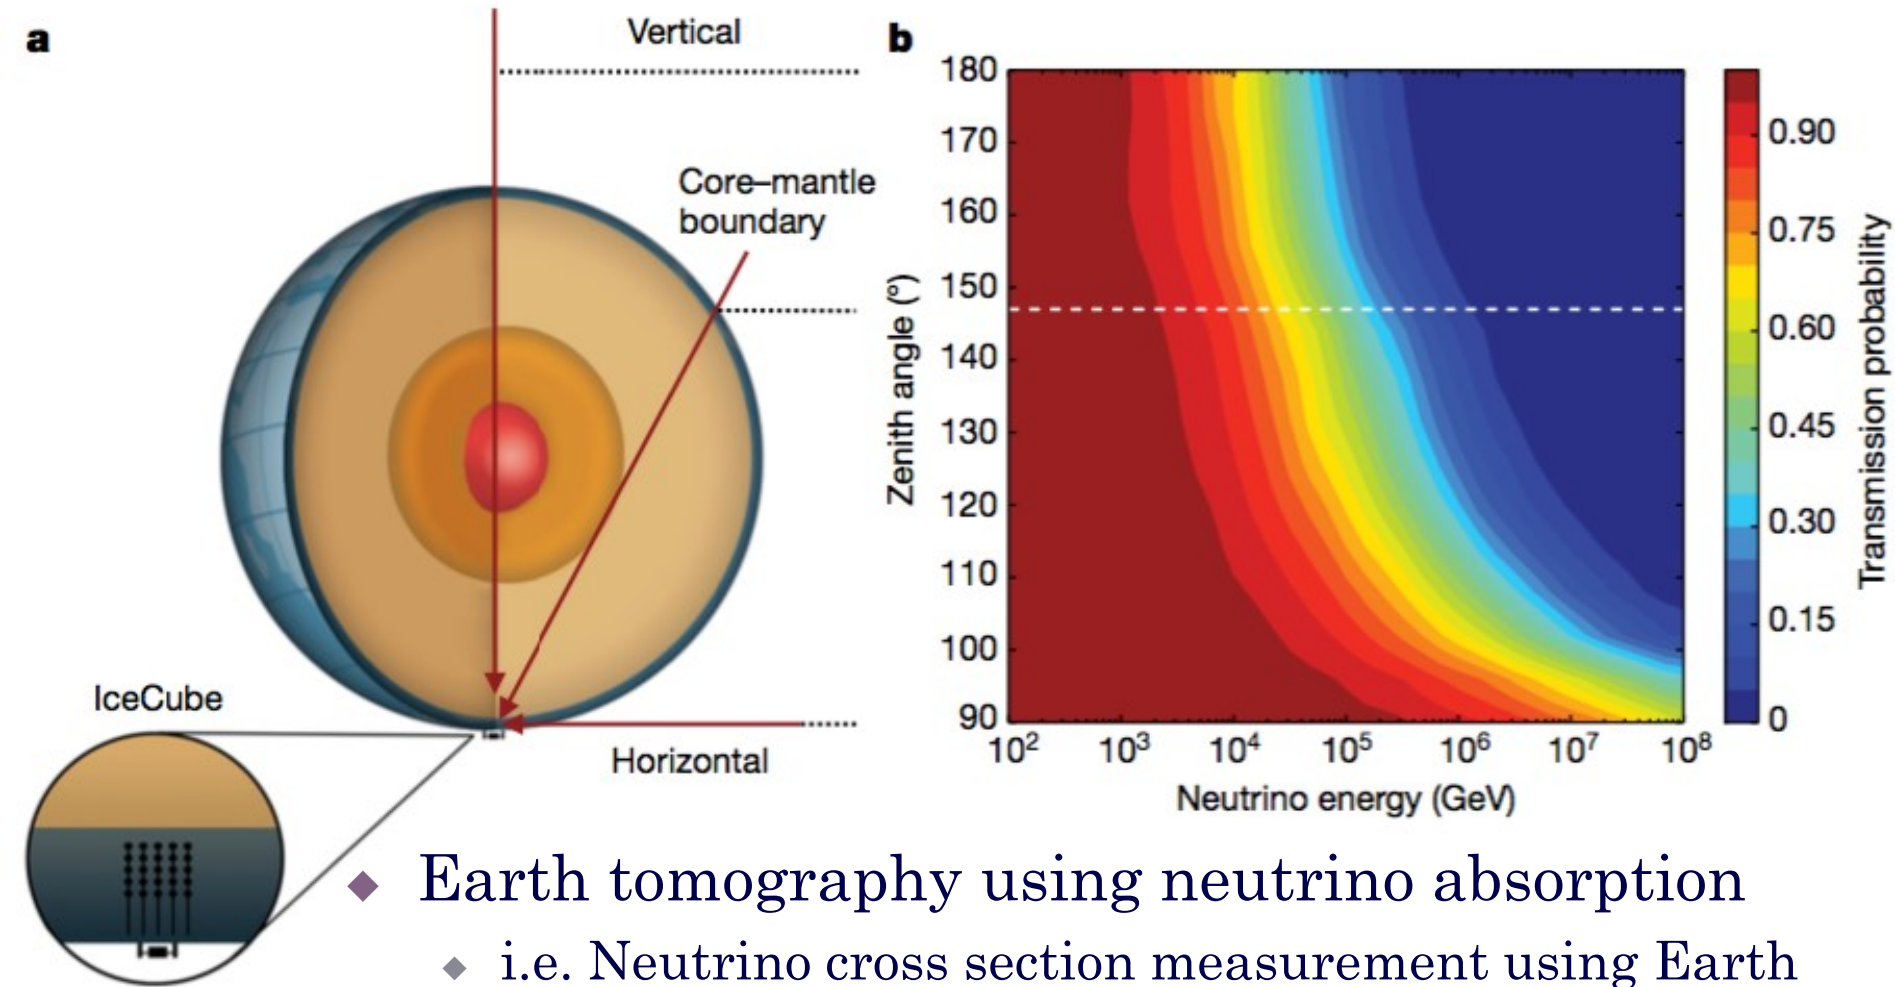 a
Vertical
Core–mantle
boundary
IceCube
Horizontal
b
180
170
160
150
140
130
120
110
100
90
Zenith angle (°)
10²
10³
10⁴
10⁵
10⁶
10⁷
10⁸
Neutrino energy (GeV)
0.90
0.75
0.60
0.45
0.30
0.15
0
Transmission probability
◆ Earth tomography using neutrino absorption
◆ i.e. Neutrino cross section measurement using Earth